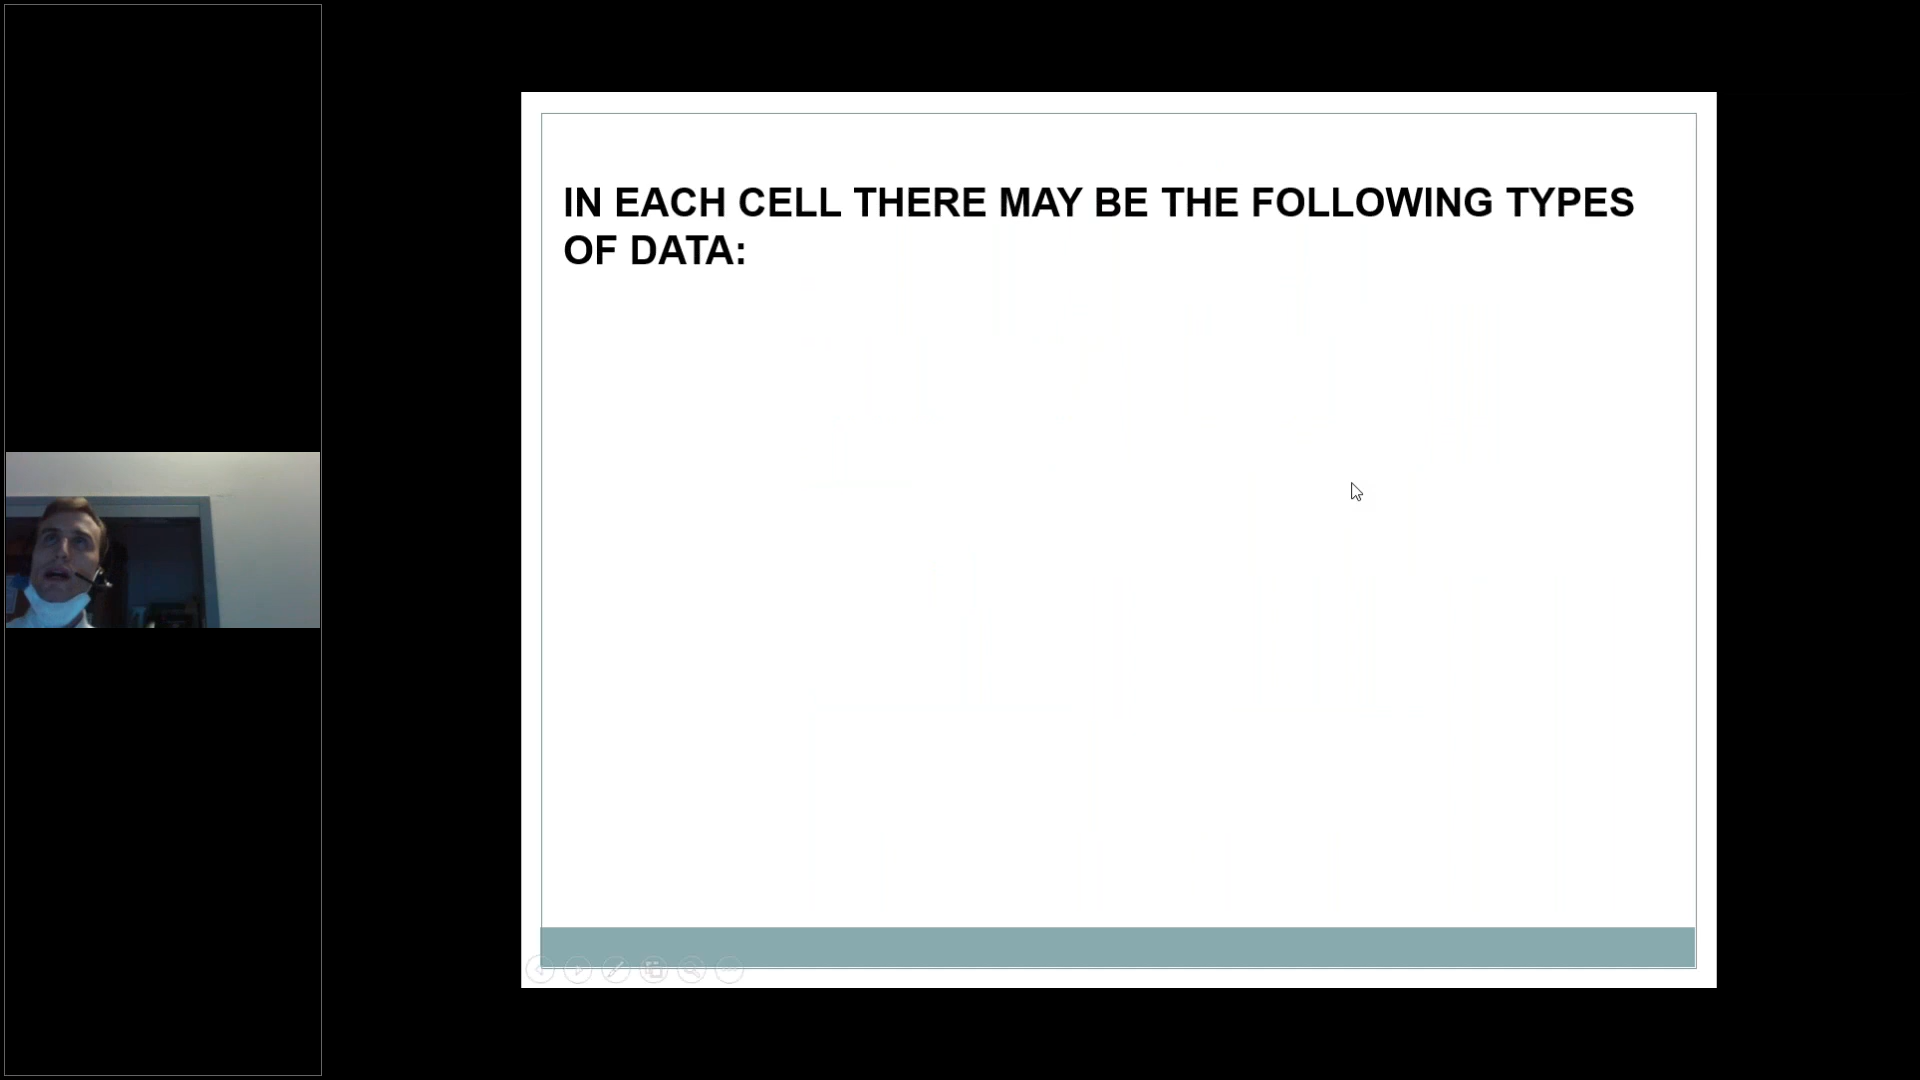 IN EACH CELL THERE MAY BE THE FOLLOWING TYPES
OF DATA: